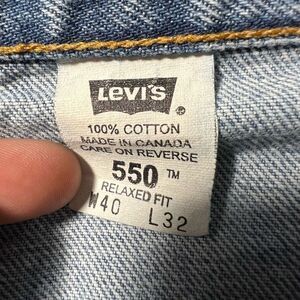 Levi's ®
100% COTTON
MADE IN CANADA
CARE ON REVERSE
550 ™
RELAXED FIT
W40 L32